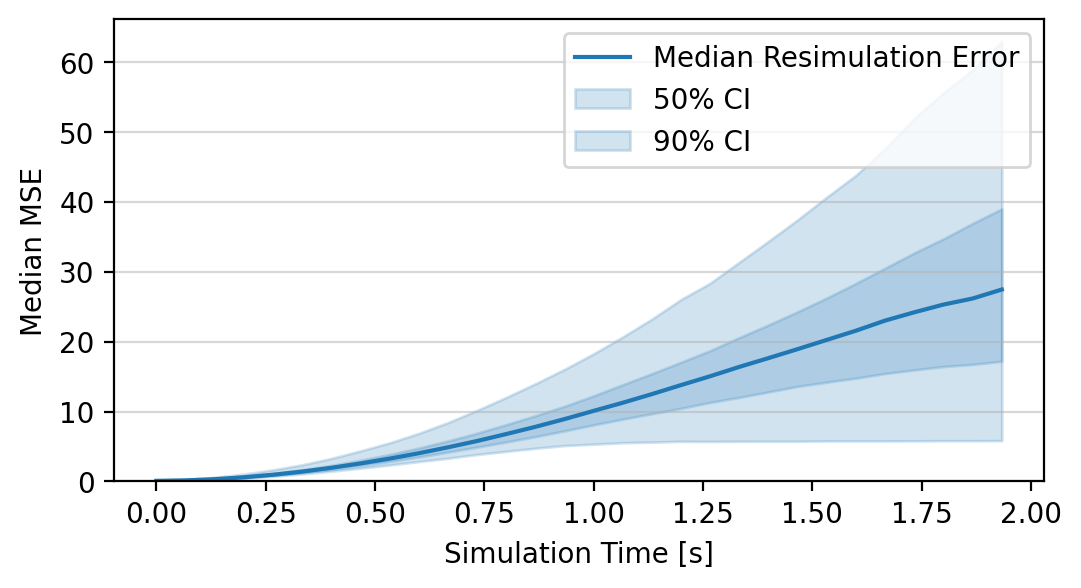 Median Resimulation Error
50% CI
90% CI
60
50
40
30
20
10
0
Median MSE
0.00 0.25 0.50 0.75 1.00 1.25 1.50 1.75 2.00
Simulation Time [s]